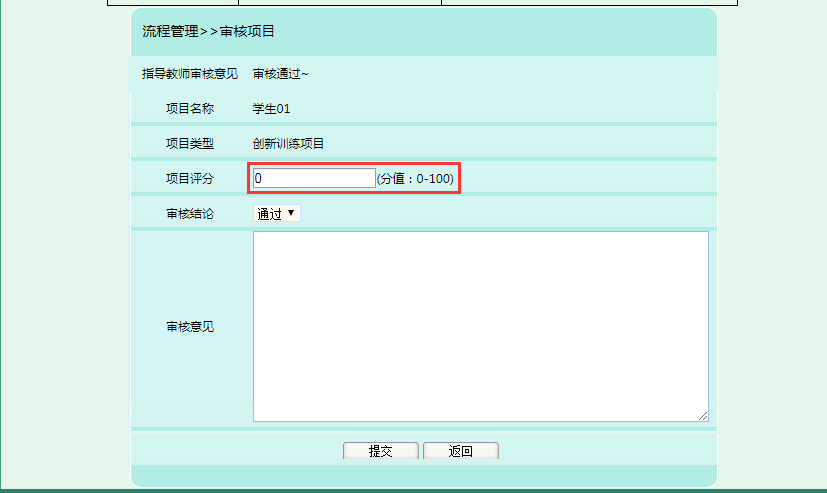 流程管理>>审核项目
指导教师审核意见 审核通过~
项目名称 学生01
项目类型 创新训练项目
项目评分 0 (分值：0-100)
审核结论 通过
审核意见
提交 返回